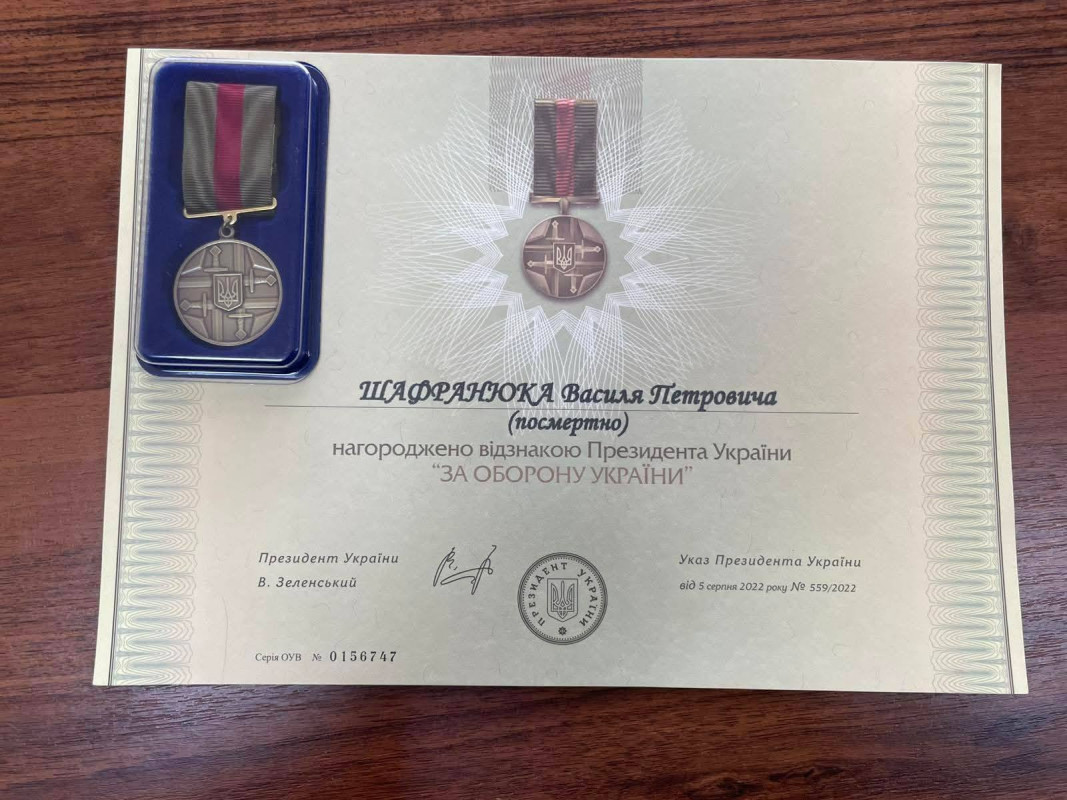 ШАФРАНЮКА Василя Петровича
(посмертно)
нагороджено відзнакою Президента України
“ЗА ОБОРОНУ УКРАЇНИ”
Президент України
В. Зеленський
ПРЕЗИДЕНТ УКРАЇНИ
Указ Президента України
від 5 серпня 2022 року № 559/2022
Серія ОУВ № 0156747